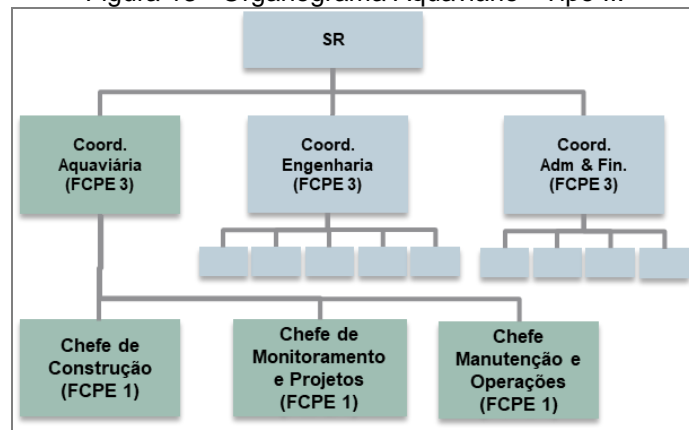 SR
Coord.
Aquaviária
(FCPE 3)
Coord.
Engenharia
(FCPE 3)
Coord.
Adm & Fin.
(FCPE 3)
Chefe de
Construção
(FCPE 1)
Chefe de
Monitoramento
e Projetos
(FCPE 1)
Chefe
Manutenção e
Operações
(FCPE 1)